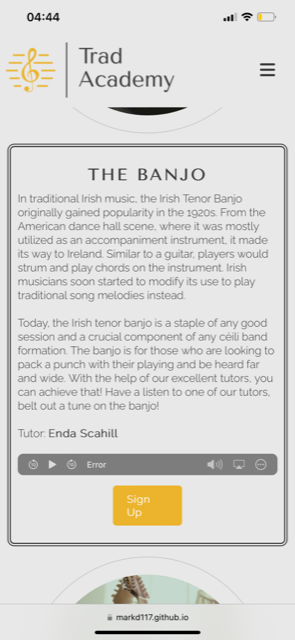 04:44
Trad
Academy
THE BANJO
In traditional Irish music, the Irish Tenor Banjo
originally gained popularity in the 1920s. From the
American dance hall scene, where it was mostly
utilized as an accompaniment instrument, it made
its way to Ireland. Similar to a guitar, players would
strum and play chords on the instrument. Irish
musicians soon started to modify its use to play
traditional song melodies instead.
Today, the Irish tenor banjo is a staple of any good
session and a crucial component of any céilí band
formation. The banjo is for those who are looking to
pack a punch with their playing and be heard far
and wide. With the help of our excellent tutors, you
can achieve that! Have a listen to one of our tutors,
belt out a tune on the banjo!
Tutor: Enda Scahill
Error
Sign
Up
markd117.github.io